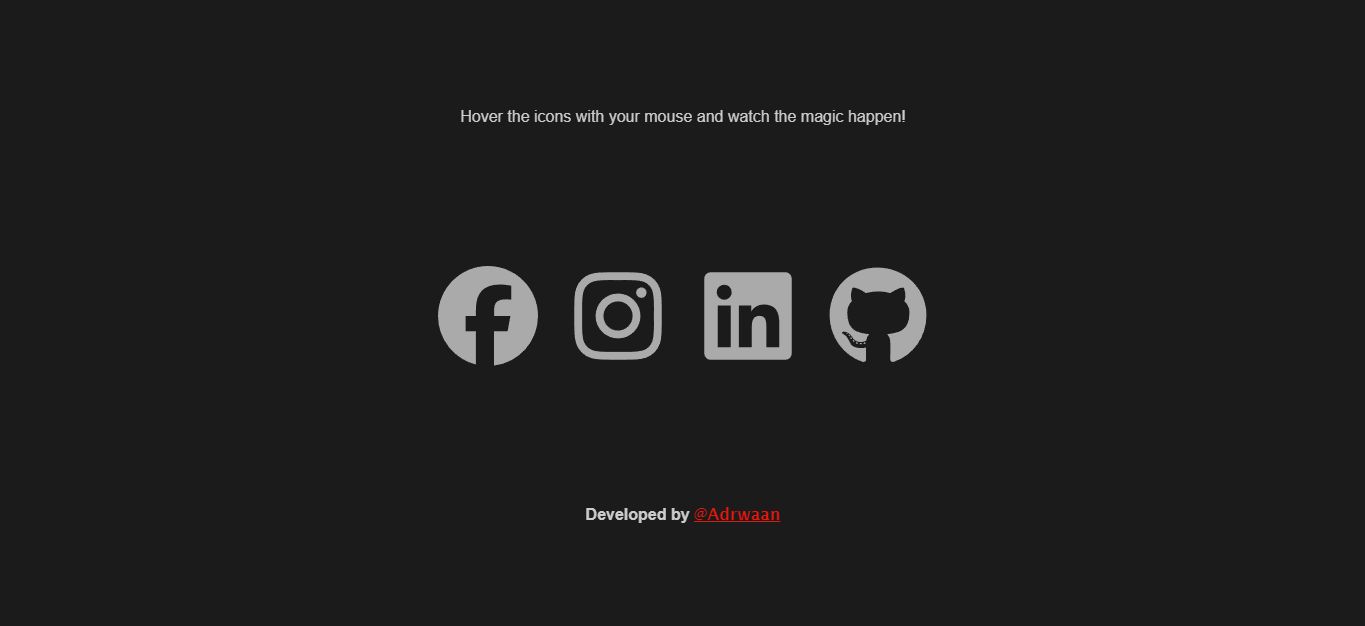 Hover the icons with your mouse and watch the magic happen!
in
Developed by @Adrwaan